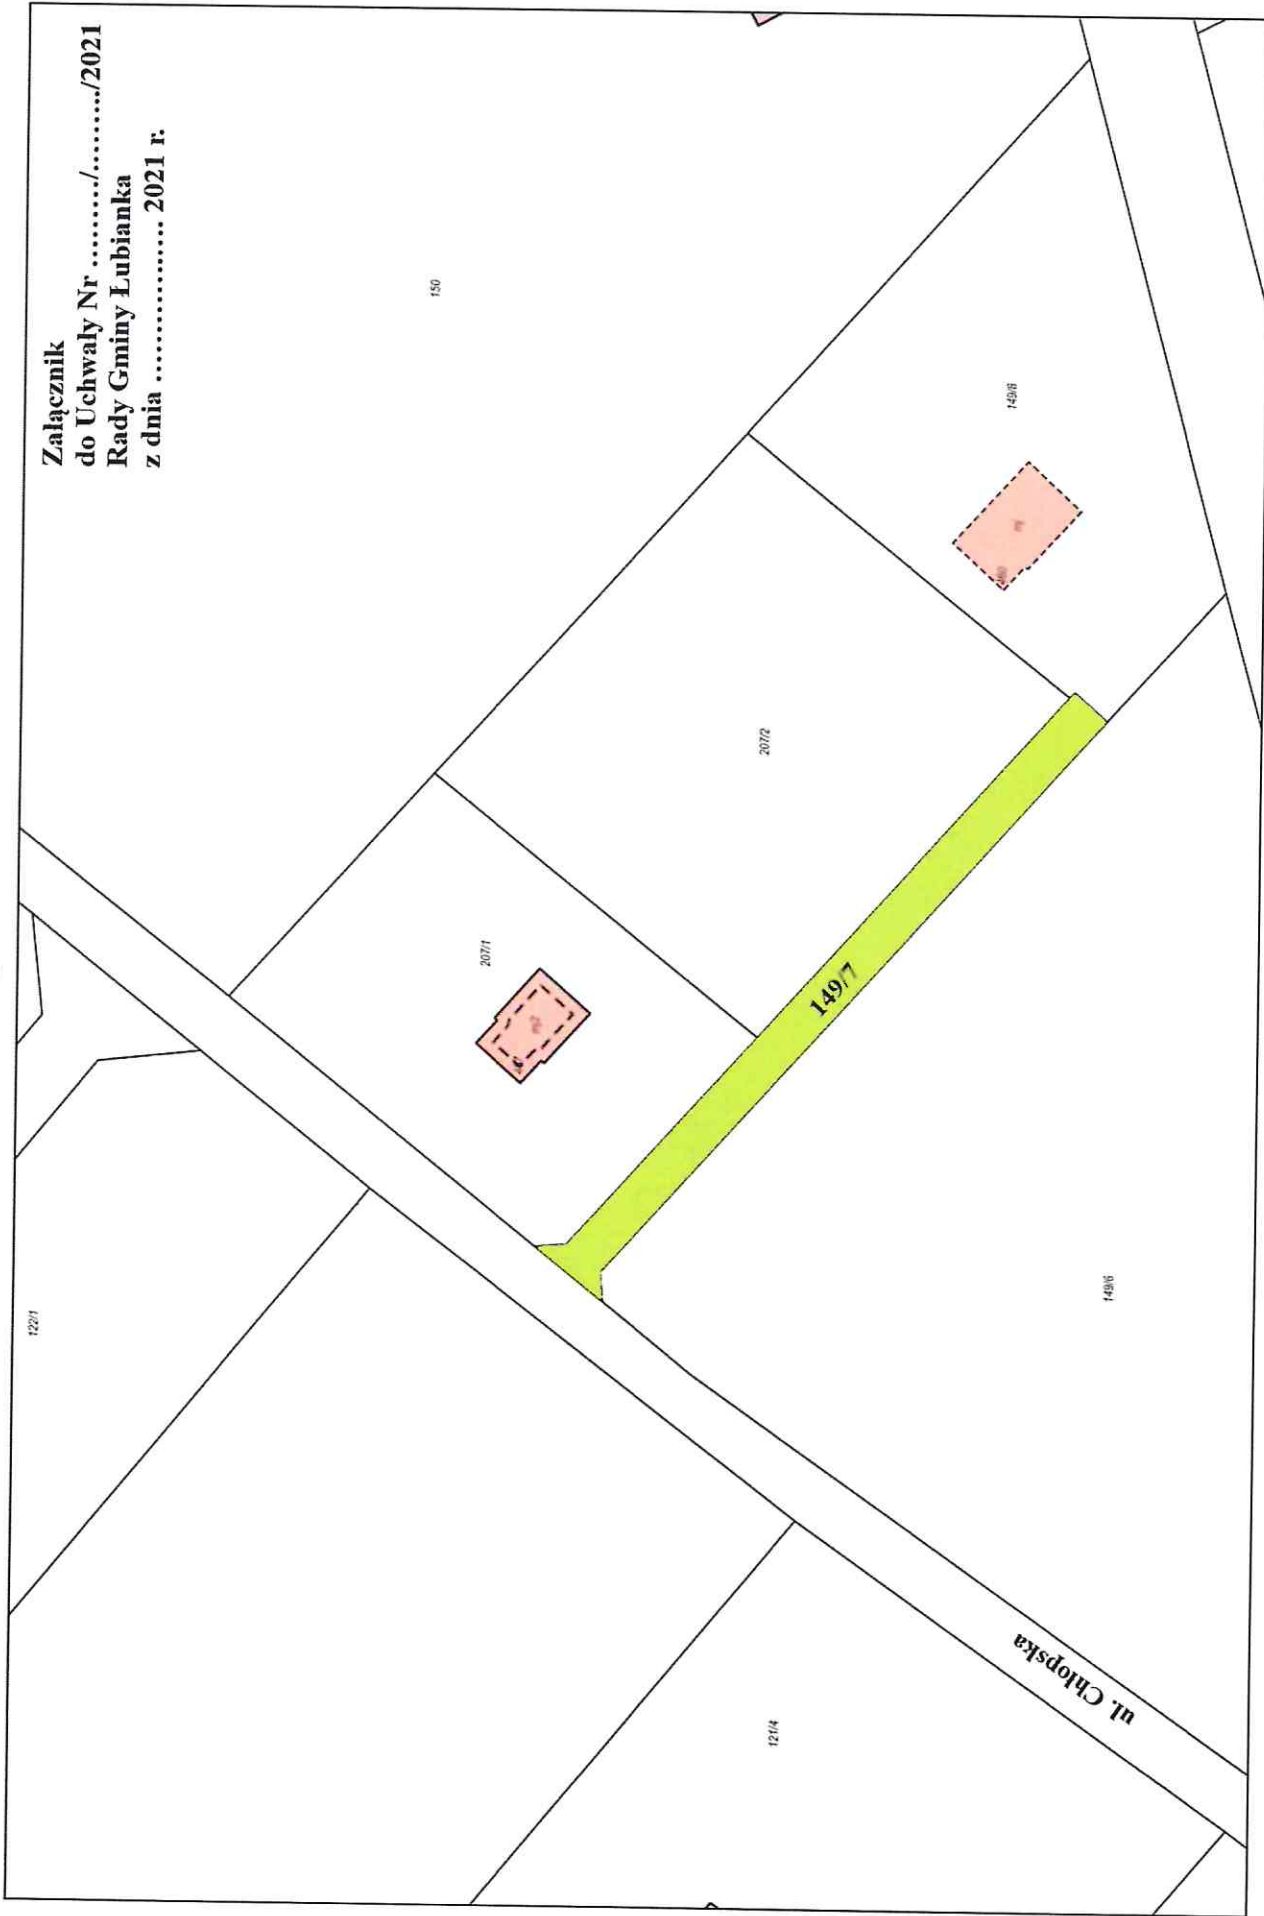 Załącznik
do Uchwały Nr ………./………./2021
Rady Gminy Łubianka
z dnia ………………. 2021 r.
150
149/8
207/2
207/1
149/7
122/1
149/6
121/4
ul. Chłopska